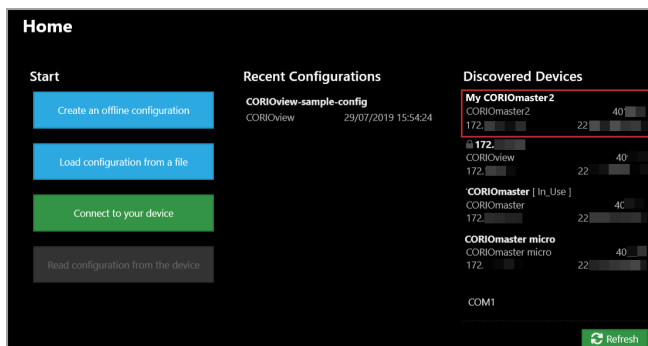 Home
Start
Create an offline configuration
Load configuration from a file
Connect to your device
Read configuration from the device
Recent Configurations
CORIOview-sample-config
CORIOview 29/07/2019 15:54:24
Discovered Devices
My CORIOmaster2
CORIOmaster2 40
172. 22
172.
CORIOview 40
172. 22
CORIOmaster [ In_Use ]
CORIOmaster 40
172. 22
CORIOmaster micro
CORIOmaster micro 40
172. 22
COM1
Refresh